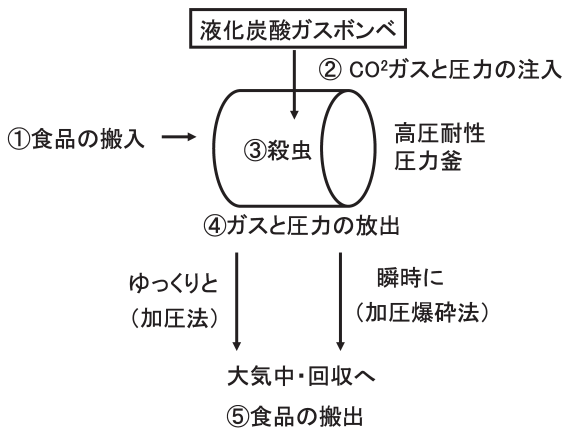 液化炭酸ガスボンベ
② CO²ガスと圧力の注入
①食品の搬入
③殺虫
高圧耐性
圧力釜
④ガスと圧力の放出
ゆっくりと
（加圧法）
瞬時に
（加圧爆砕法）
大気中・回収へ
⑤食品の搬出